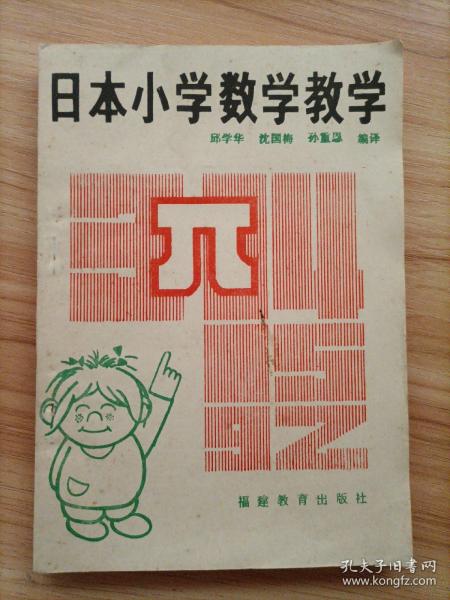 日本小学数学教学
邱学华 沈国梅 孙重恩 编译
π
福建教育出版社
孔夫子旧书网
www.kongfz.com